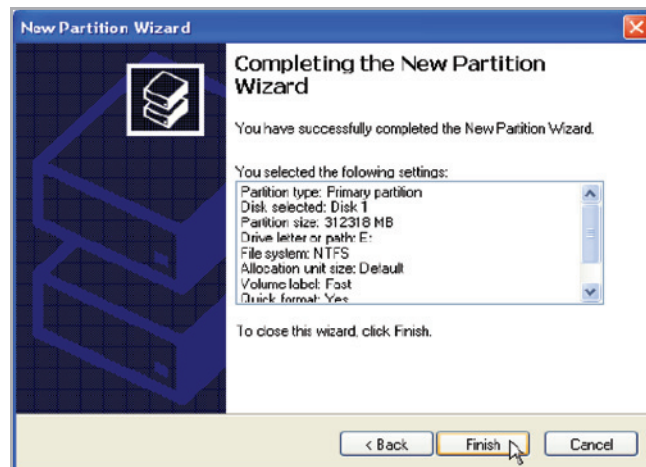 New Partition Wizard
Completing the New Partition
Wizard
You have successfully completed the New Partition Wizard.
You selected the following settings:
Partition type: Primary partition
Disk selected: Disk 1
Partition size: 312318 MB
Drive letter or path: E:
File system: NTFS
Allocation unit size: Default
Volume label: Fast
Quick format: Yes
To close this wizard, click Finish.
< Back
Finish
Cancel